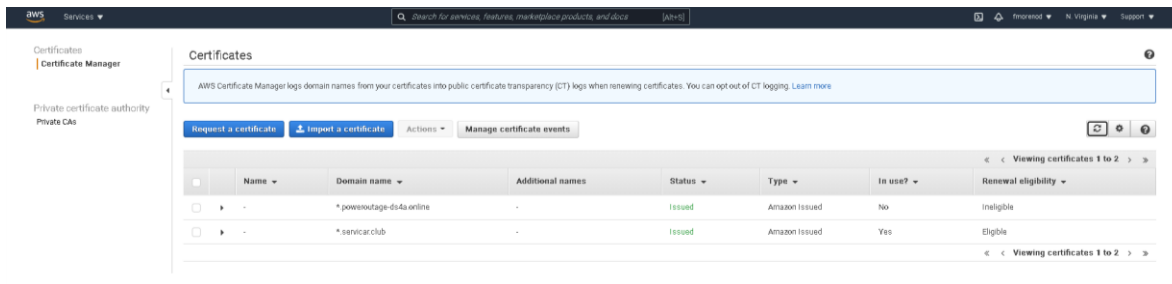 aws Services Search for services, features, marketplace products, and docs [Alt+S] fmorenod N. Virginia Support
Certificates
Certificate Manager
Private certificate authority
Private CAs
Certificates
AWS Certificate Manager logs domain names from your certificates into public certificate transparency (CT) logs when renewing certificates. You can opt out of CT logging. Learn more
Request a certificate Import a certificate Actions Manage certificate events
« < Viewing certificates 1 to 2 > »
Name Domain name Additional names Status Type In use? Renewal eligibility
- *.poweroutage-ds4a.online - Issued Amazon Issued No Ineligible
- *.servicar.club - Issued Amazon Issued Yes Eligible
« < Viewing certificates 1 to 2 > »